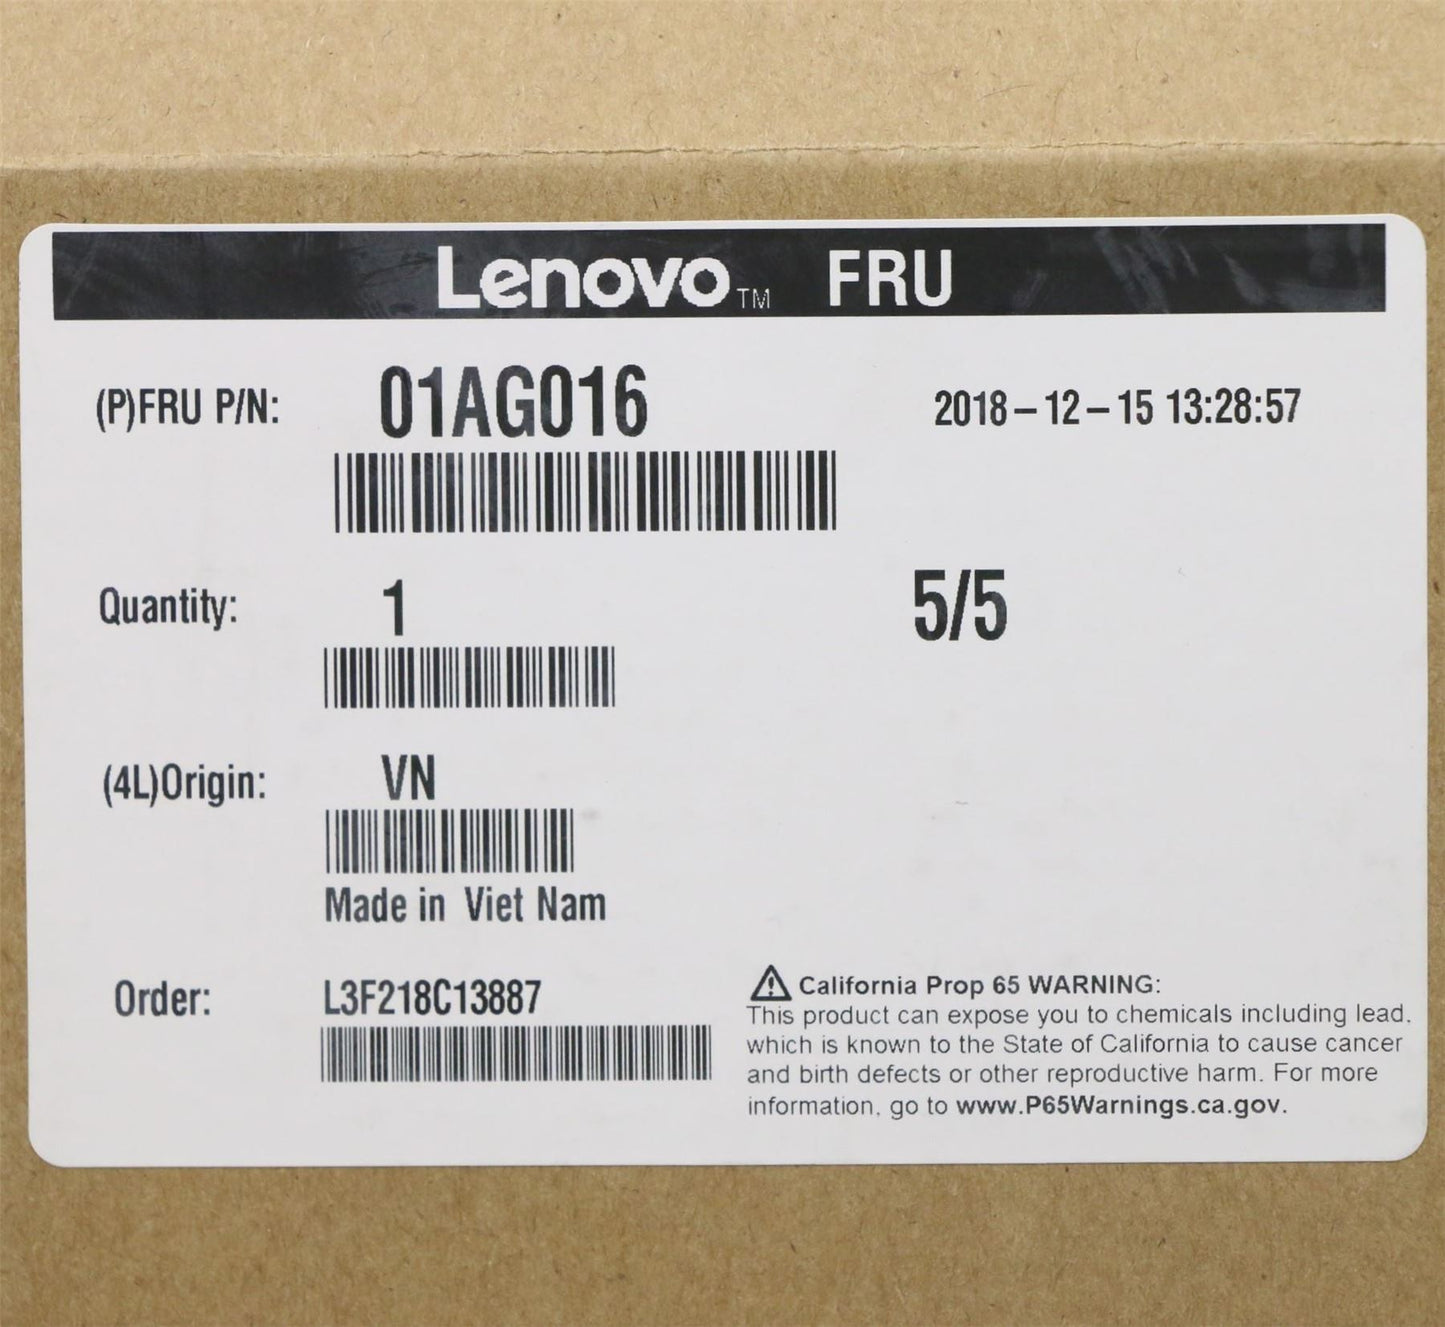 Lenovo™ FRU
(P)FRU P/N: 01AG016 2018-12-15 13:28:57
Quantity: 1 5/5
(4L)Origin: VN
Made in Viet Nam
Order: L3F218C13887
⚠ California Prop 65 WARNING:
This product can expose you to chemicals including lead,
which is known to the State of California to cause cancer
and birth defects or other reproductive harm. For more
information, go to www.P65Warnings.ca.gov.